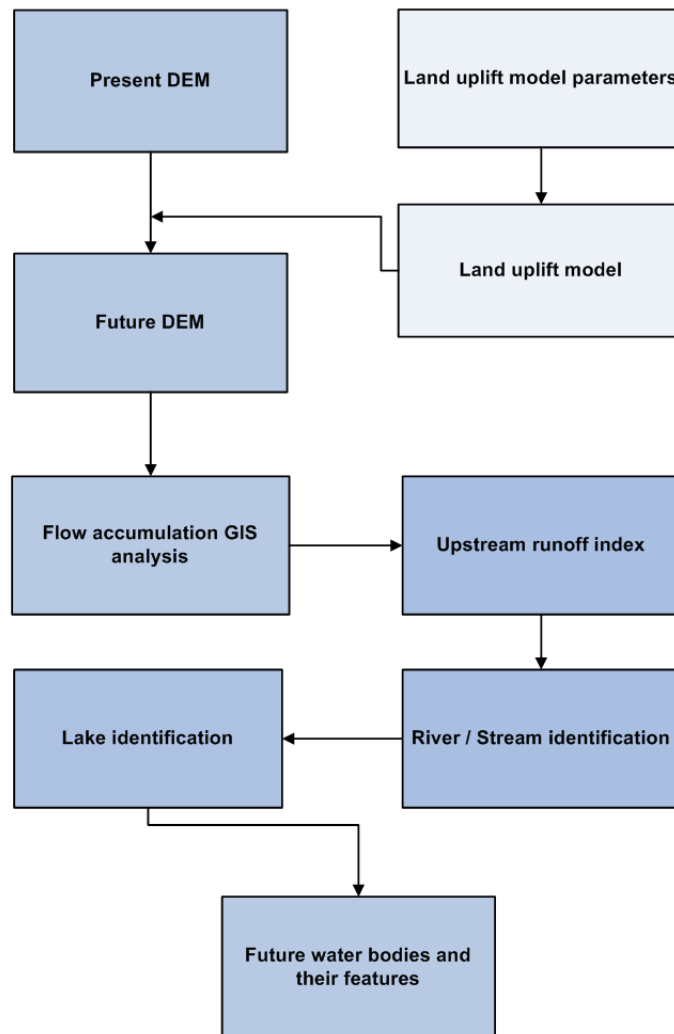 Present DEM
Land uplift model parameters
Land uplift model
Future DEM
Flow accumulation GIS
analysis
Upstream runoff index
Lake identification
River / Stream identification
Future water bodies and
their features